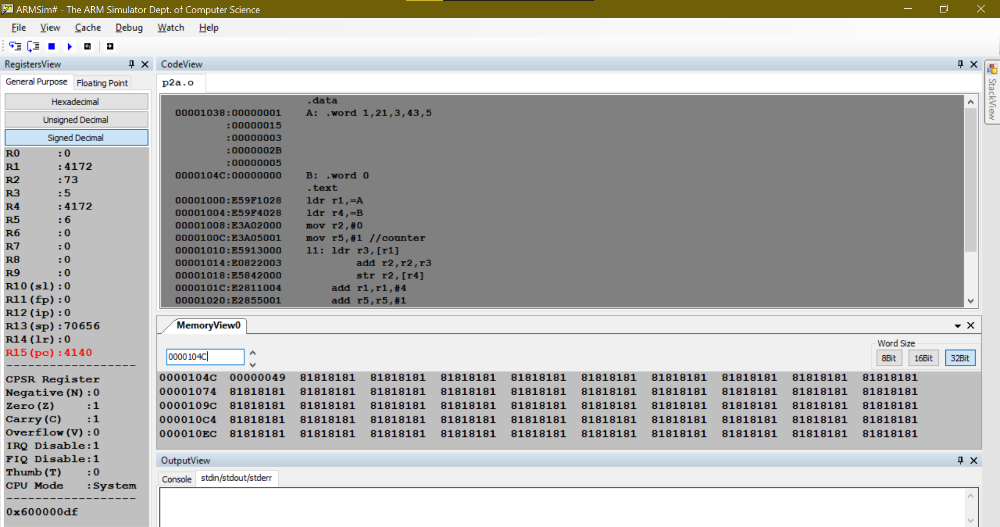 ARMSim# - The ARM Simulator Dept. of Computer Science
File View Cache Debug Watch Help
RegistersView
General Purpose Floating Point
Hexadecimal
Unsigned Decimal
Signed Decimal
R0 :0
R1 :4172
R2 :73
R3 :5
R4 :4172
R5 :6
R6 :0
R7 :0
R8 :0
R9 :0
R10(sl):0
R11(fp):0
R12(ip):0
R13(sp):70656
R14(lr):0
R15(pc):4140
-------------------
CPSR Register
Negative(N):0
Zero(Z) :1
Carry(C) :1
Overflow(V):0
IRQ Disable:1
FIQ Disable:1
Thumb(T) :0
CPU Mode :System
-------------------
0x600000df
CodeView
p2a.o
.data
00001038:00000001 A: .word 1,21,3,43,5
:00000015
:00000003
:0000002B
:00000005
0000104C:00000000 B: .word 0
.text
00001000:E59F1028 ldr r1,=A
00001004:E59F4028 ldr r4,=B
00001008:E3A02000 mov r2,#0
0000100C:E3A05001 mov r5,#1 //counter
00001010:E5913000 l1: ldr r3,[r1]
00001014:E0822003 add r2,r2,r3
00001018:E5842000 str r2,[r4]
0000101C:E2811004 add r1,r1,#4
00001020:E2855001 add r5,r5,#1
StackView
MemoryView0
0000104C
Word Size
8Bit 16Bit 32Bit
0000104C 00000049 81818181 81818181 81818181 81818181 81818181 81818181 81818181 81818181 81818181
00001074 81818181 81818181 81818181 81818181 81818181 81818181 81818181 81818181 81818181 81818181
0000109C 81818181 81818181 81818181 81818181 81818181 81818181 81818181 81818181 81818181 81818181
000010C4 81818181 81818181 81818181 81818181 81818181 81818181 81818181 81818181 81818181 81818181
000010EC 81818181 81818181 81818181 81818181 81818181 81818181 81818181 81818181 81818181 81818181
OutputView
Console stdin/stdout/stderr